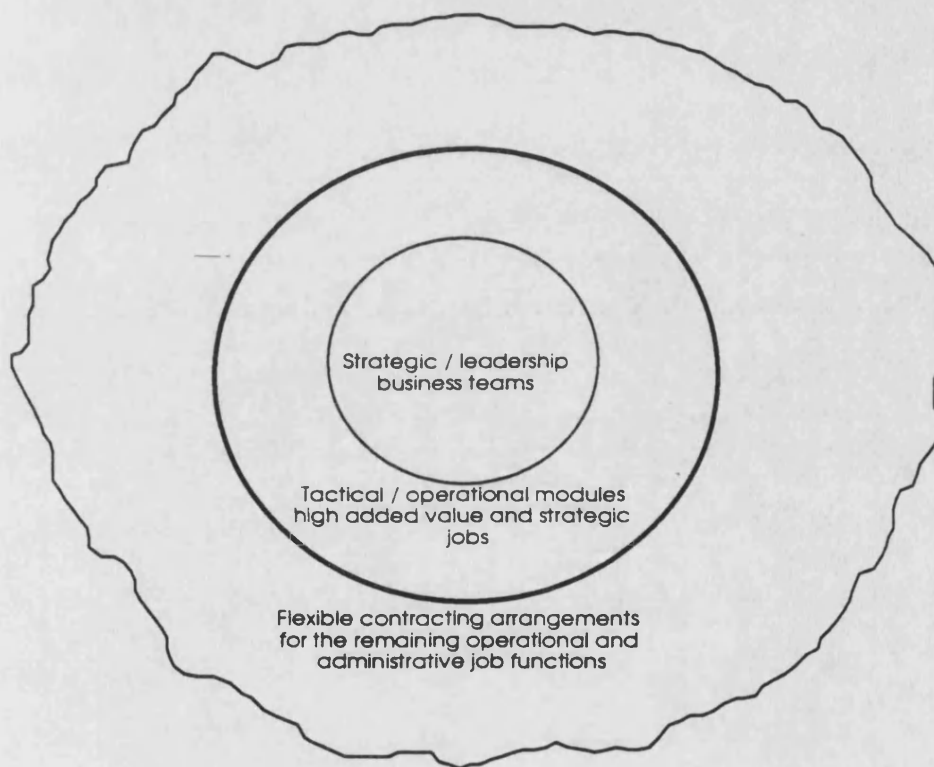 Strategic / leadership
business teams
Tactical / operational modules
high added value and strategic
jobs
Flexible contracting arrangements
for the remaining operational and
administrative job functions